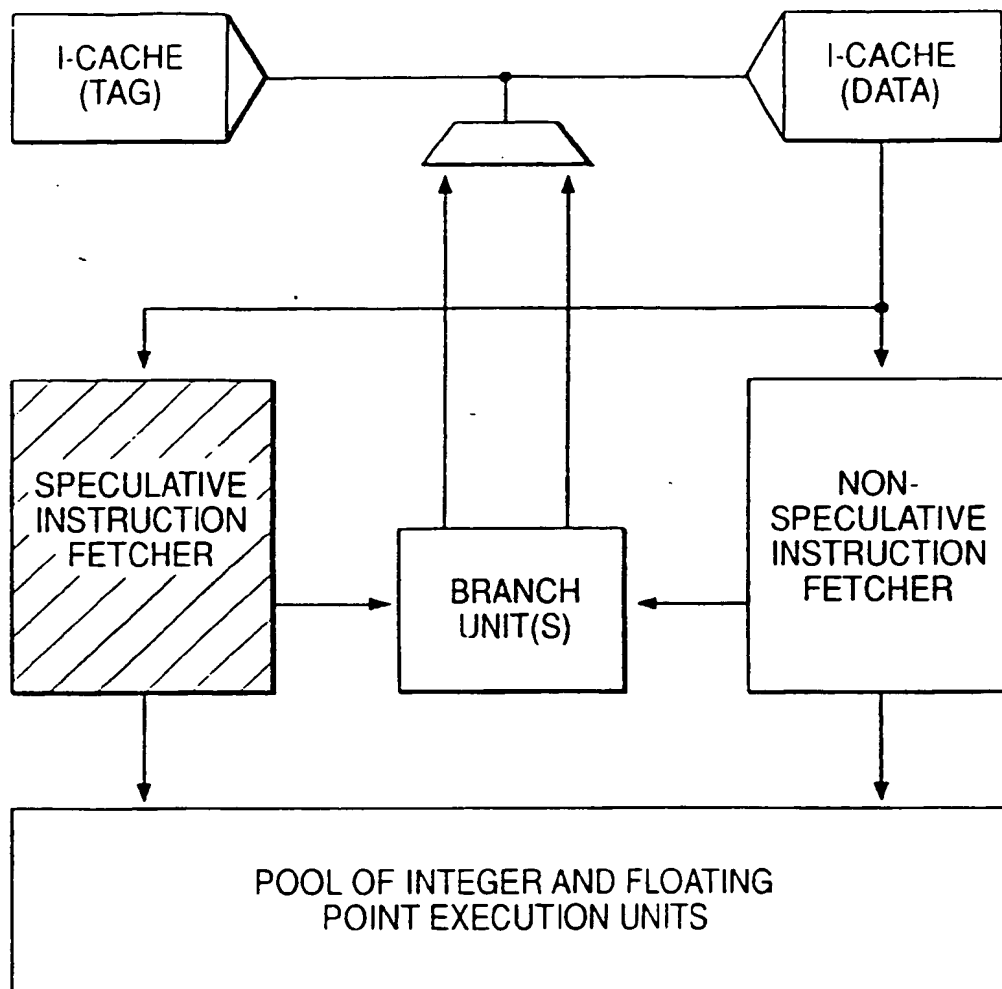 I-CACHE
(TAG)
I-CACHE
(DATA)
SPECULATIVE
INSTRUCTION
FETCHER
BRANCH
UNIT(S)
NON-
SPECULATIVE
INSTRUCTION
FETCHER
POOL OF INTEGER AND FLOATING
POINT EXECUTION UNITS